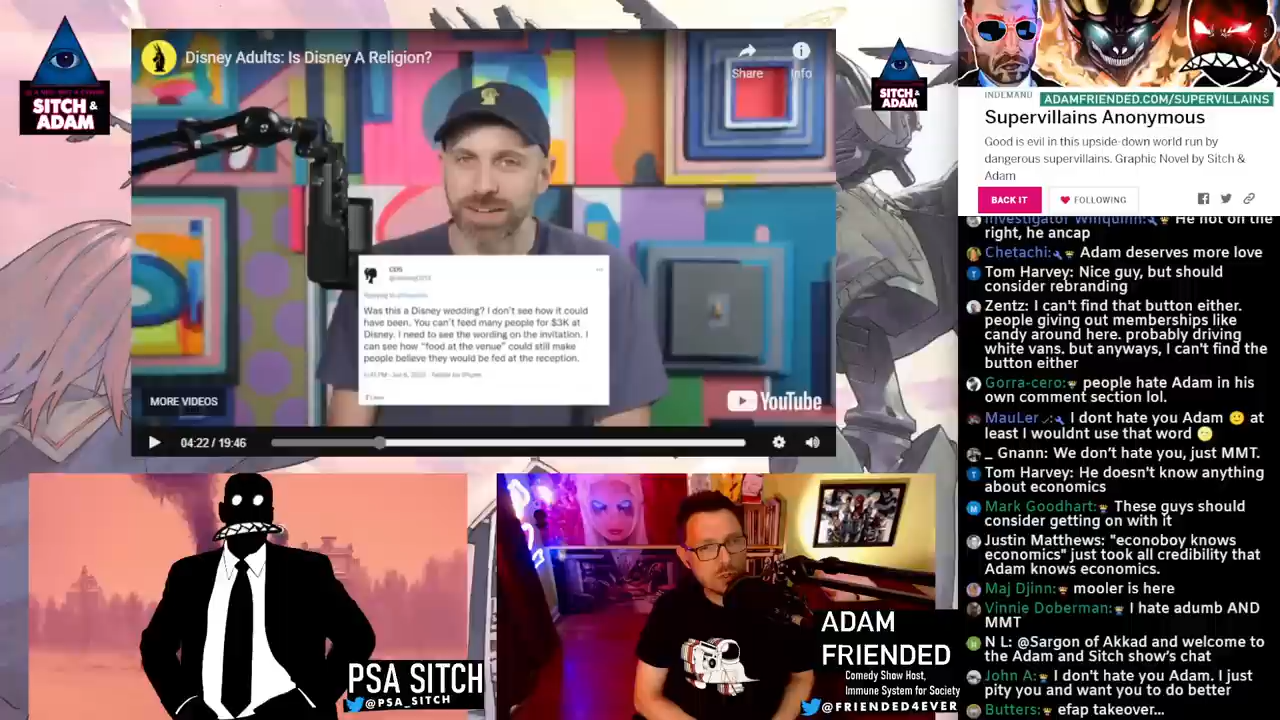 Disney Adults: Is Disney A Religion?
Share
Info
SITCH &
ADAM
SITCH &
ADAM
Was this a Disney wedding? I don't see how it could
have been. You can't feed many people for $3K at
Disney. I need to see the wording on the invitation. I
can see how "food at the venue" could still make
people believe they would be fed at the reception.
MORE VIDEOS
YouTube
04:22 / 19:46
INDEMAND
ADAMFRIENDED.COM/SUPERVILLAINS
Supervillains Anonymous
Good is evil in this upside-down world run by
dangerous supervillains. Graphic Novel by Sitch &
Adam
BACK IT
FOLLOWING
Investigator Willquinn: He not on the
right, he ancap
Chetachi: Adam deserves more love
Tom Harvey: Nice guy, but should
consider rebranding
Zentz: I can't find that button either.
people giving out memberships like
candy around here. probably driving
white vans. but anyways, I can't find the
button either
Gorra-cero: people hate Adam in his
own comment section lol.
MauLer: I dont hate you Adam 🙂 at
least I wouldnt use that word
_ Gnann: We don't hate you, just MMT.
Tom Harvey: He doesn't know anything
about economics
Mark Goodhart: These guys should
consider getting on with it
Justin Matthews: "econoboy knows
economics" just took all credibility that
Adam knows economics.
Maj Djinn: mooler is here
Vinnie Doberman: I hate adumb AND
MMT
N L: @Sargon of Akkad and welcome to
the Adam and Sitch show's chat
John A: I don't hate you Adam. I just
pity you and want you to do better
Butters: efap takeover...
PSA SITCH
@PSA_SITCH
ADAM
FRIENDED
Comedy Show Host,
Immune System for Society
@FRIENDED4EVER